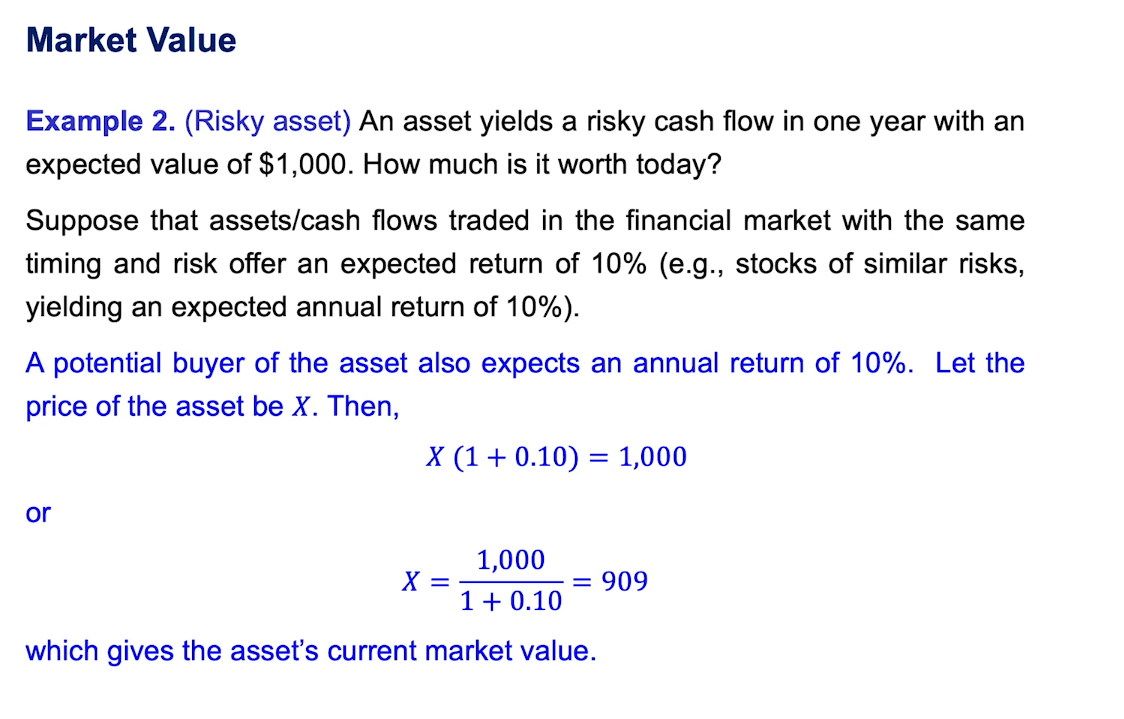 Market Value
Example 2. (Risky asset) An asset yields a risky cash flow in one year with an
expected value of $1,000. How much is it worth today?
Suppose that assets/cash flows traded in the financial market with the same
timing and risk offer an expected return of 10% (e.g., stocks of similar risks,
yielding an expected annual return of 10%).
A potential buyer of the asset also expects an annual return of 10%. Let the
price of the asset be X. Then,
X (1 + 0.10) = 1,000
or
X = 1,000 / 1 + 0.10 = 909
which gives the asset’s current market value.